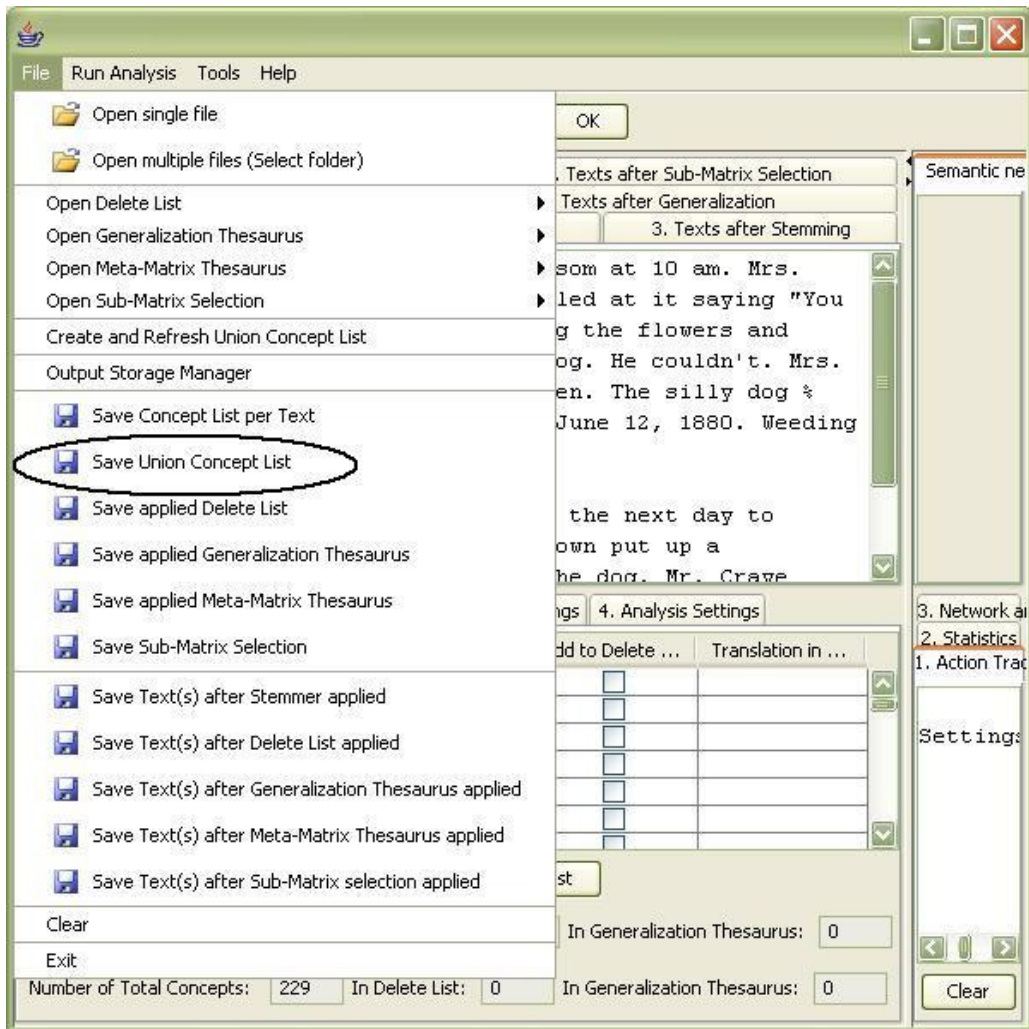 File Run Analysis Tools Help
Open single file
Open multiple files (Select folder)
Open Delete List
Open Generalization Thesaurus
Open Meta-Matrix Thesaurus
Open Sub-Matrix Selection
Create and Refresh Union Concept List
Output Storage Manager
Save Concept List per Text
Save Union Concept List
Save applied Delete List
Save applied Generalization Thesaurus
Save applied Meta-Matrix Thesaurus
Save Sub-Matrix Selection
Save Text(s) after Stemmer applied
Save Text(s) after Delete List applied
Save Text(s) after Generalization Thesaurus applied
Save Text(s) after Meta-Matrix Thesaurus applied
Save Text(s) after Sub-Matrix selection applied
Clear
Exit
OK
. Texts after Sub-Matrix Selection
Texts after Generalization
3. Texts after Stemming
som at 10 am. Mrs.
led at it saying "You
g the flowers and
og. He couldn't. Mrs.
en. The silly dog %
June 12, 1880. Weeding
the next day to
own put up a
he dog. Mr. Crave
ngs 4. Analysis Settings
dd to Delete ... Translation in ...
st
In Generalization Thesaurus: 0
Number of Total Concepts: 229 In Delete List: 0 In Generalization Thesaurus: 0
Semantic ne
3. Network a
2. Statistics
1. Action Trac
Settings
Clear